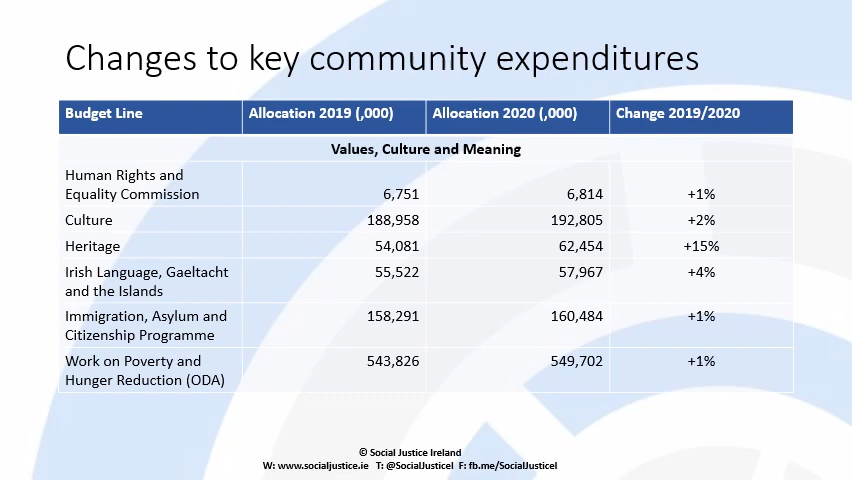 Changes to key community expenditures
Budget Line Allocation 2019 (,000) Allocation 2020 (,000) Change 2019/2020
Values, Culture and Meaning
Human Rights and
Equality Commission 6,751 6,814 +1%
Culture 188,958 192,805 +2%
Heritage 54,081 62,454 +15%
Irish Language, Gaeltacht 55,522 57,967 +4%
and the Islands
Immigration, Asylum and 158,291 160,484 +1%
Citizenship Programme
Work on Poverty and 543,826 549,702 +1%
Hunger Reduction (ODA)
© Social Justice Ireland
W: www.socialjustice.ie T: @SocialJusticeI F: fb.me/SocialJusticeI